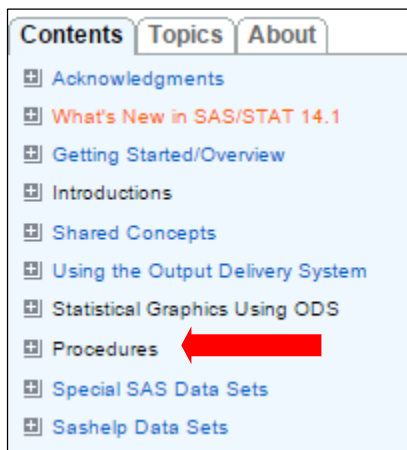 Contents Topics About
Acknowledgments
What's New in SAS/STAT 14.1
Getting Started/Overview
Introductions
Shared Concepts
Using the Output Delivery System
Statistical Graphics Using ODS
Procedures
Special SAS Data Sets
Sashelp Data Sets